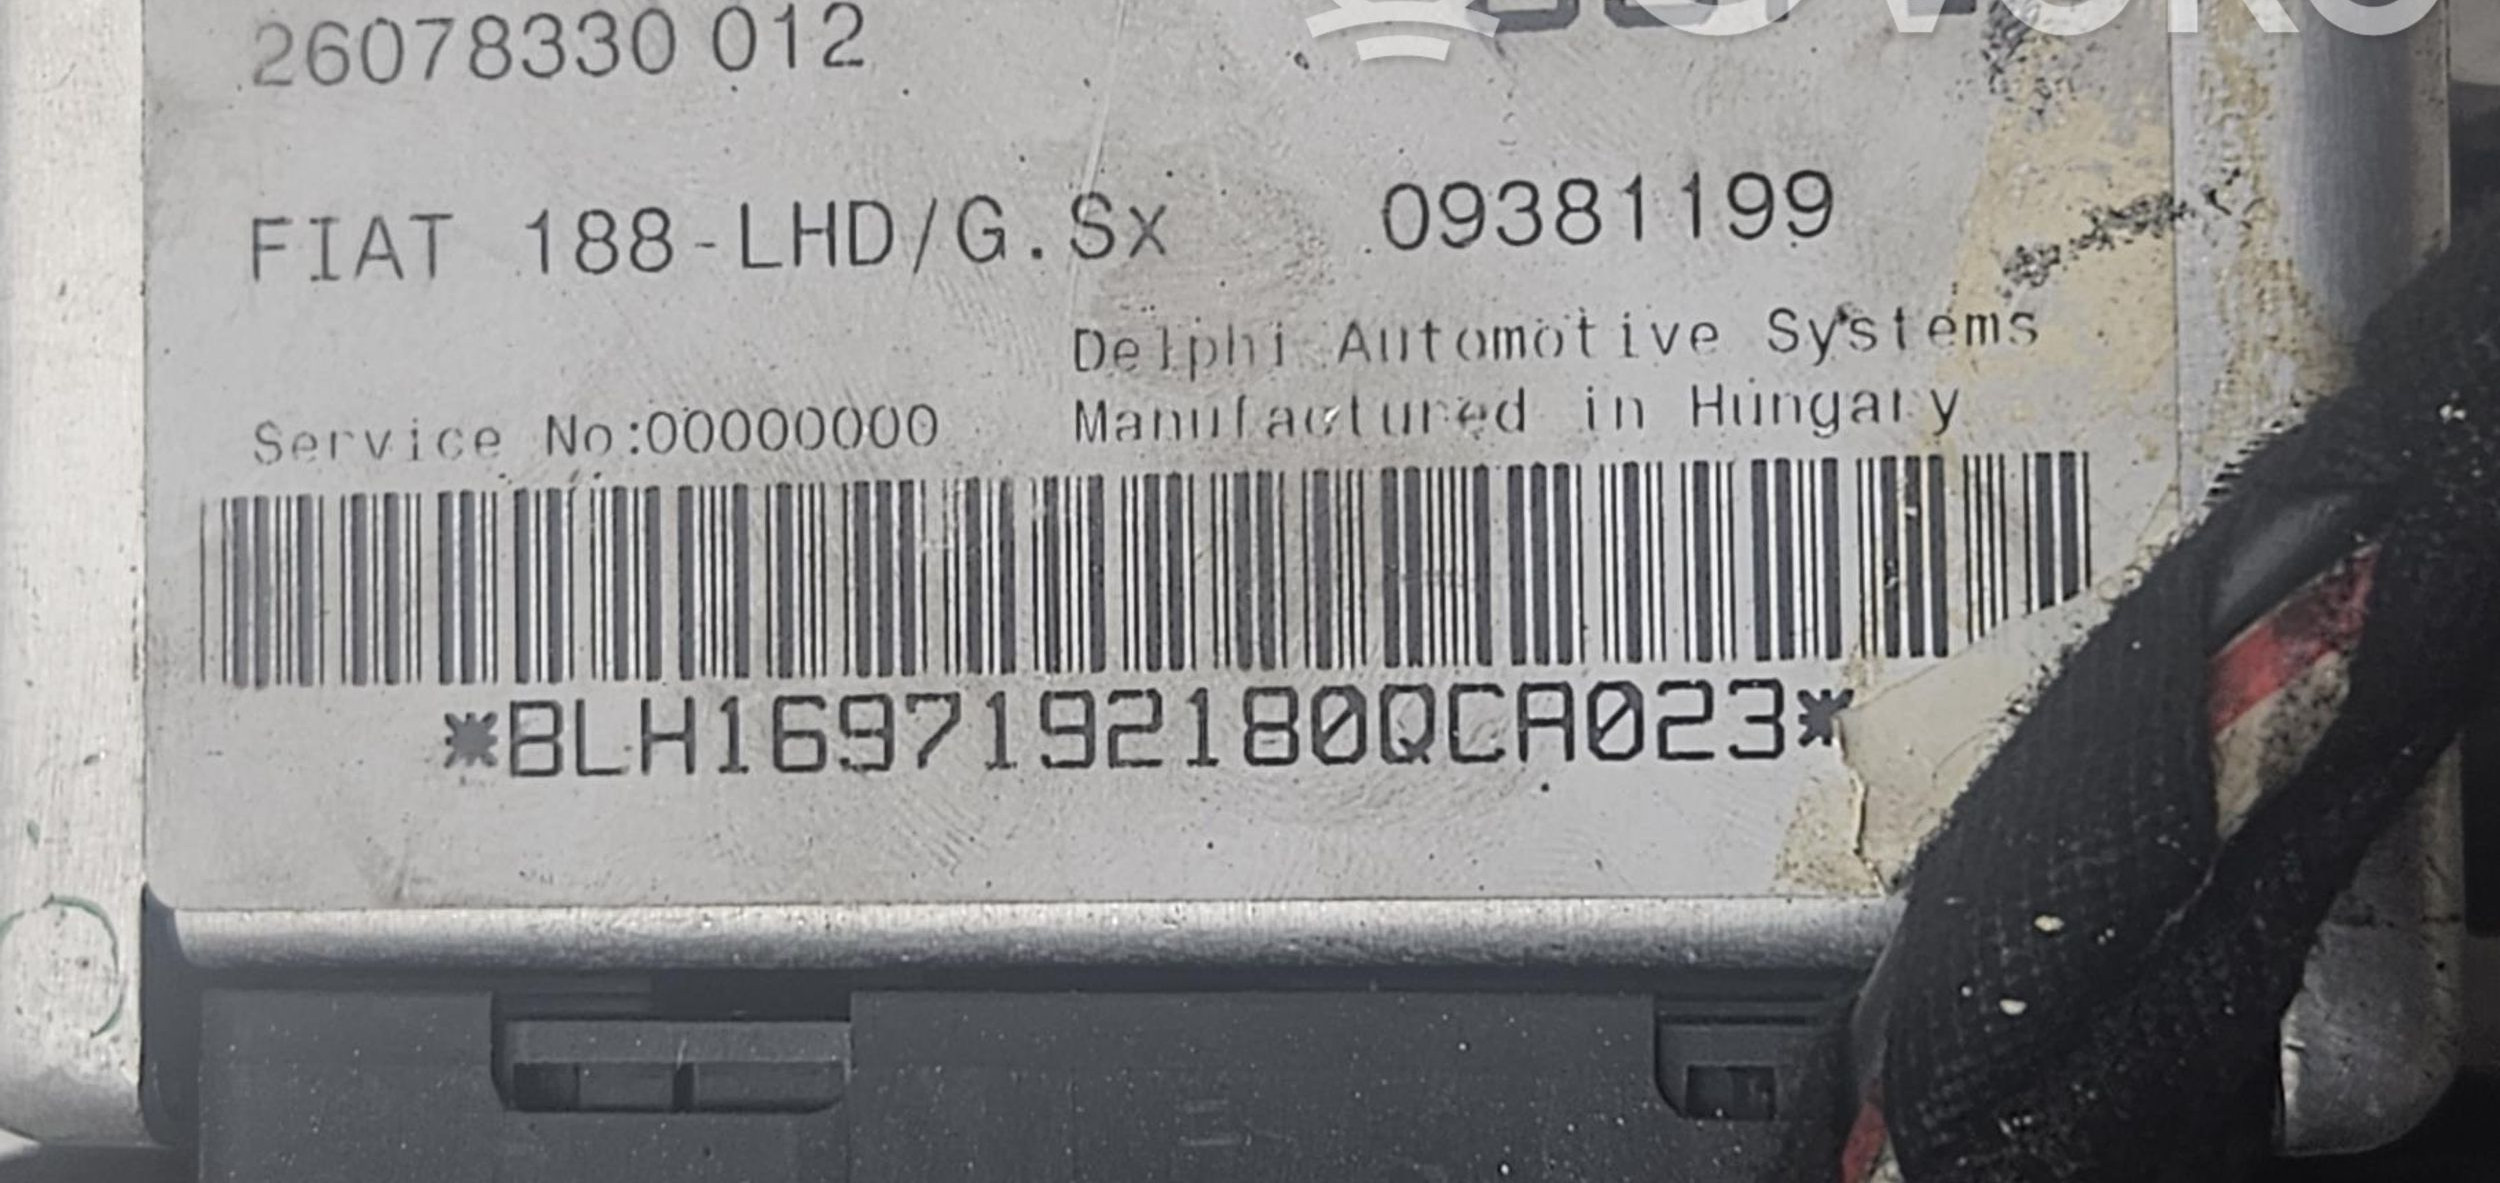 26078330 012
FIAT 188-LHD/G.Sx 09381199
Delphi Automotive Systems
Service No:00000000 Manufactured in Hungary
*BLH1697192180QCA023*